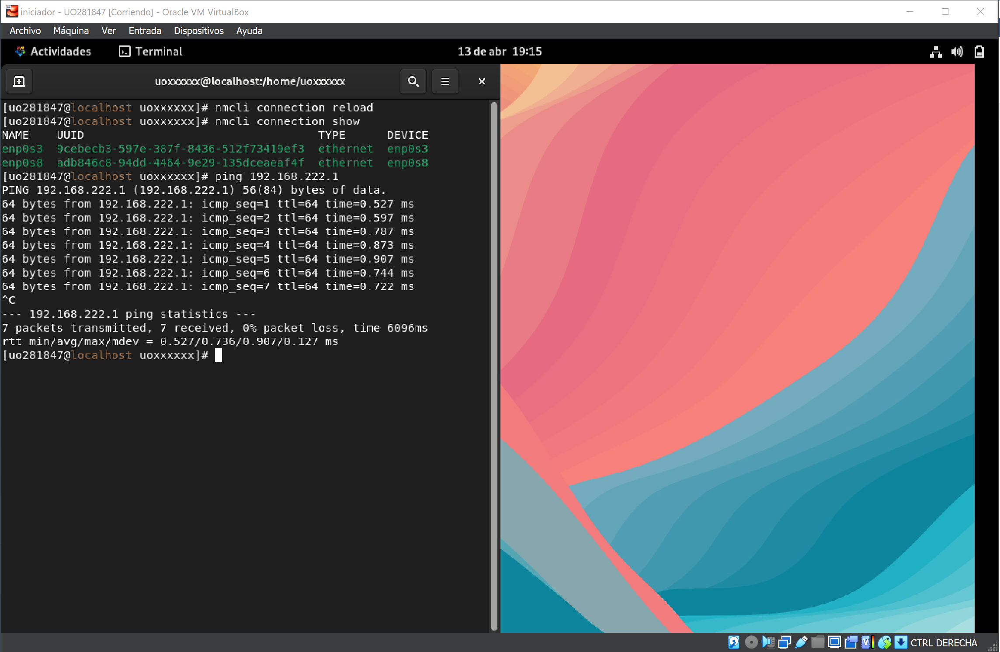 iniciador - UO281847 [Corriendo] - Oracle VM VirtualBox
Archivo Máquina Ver Entrada Dispositivos Ayuda
Actividades Terminal 13 de abr 19:15
uoxxxxxx@localhost:/home/uoxxxxxx
[uo281847@localhost uoxxxxxx]# nmcli connection reload
[uo281847@localhost uoxxxxxx]# nmcli connection show
NAME    UUID                                  TYPE      DEVICE
enp0s3  9cebecb3-597e-387f-8436-512f73419ef3  ethernet  enp0s3
enp0s8  adb846c8-94dd-4464-9e29-135dceaeaf4f  ethernet  enp0s8
[uo281847@localhost uoxxxxxx]# ping 192.168.222.1
PING 192.168.222.1 (192.168.222.1) 56(84) bytes of data.
64 bytes from 192.168.222.1: icmp_seq=1 ttl=64 time=0.527 ms
64 bytes from 192.168.222.1: icmp_seq=2 ttl=64 time=0.597 ms
64 bytes from 192.168.222.1: icmp_seq=3 ttl=64 time=0.787 ms
64 bytes from 192.168.222.1: icmp_seq=4 ttl=64 time=0.873 ms
64 bytes from 192.168.222.1: icmp_seq=5 ttl=64 time=0.907 ms
64 bytes from 192.168.222.1: icmp_seq=6 ttl=64 time=0.744 ms
64 bytes from 192.168.222.1: icmp_seq=7 ttl=64 time=0.722 ms
^C
--- 192.168.222.1 ping statistics ---
7 packets transmitted, 7 received, 0% packet loss, time 6096ms
rtt min/avg/max/mdev = 0.527/0.736/0.907/0.127 ms
[uo281847@localhost uoxxxxxx]#
CTRL DERECHA